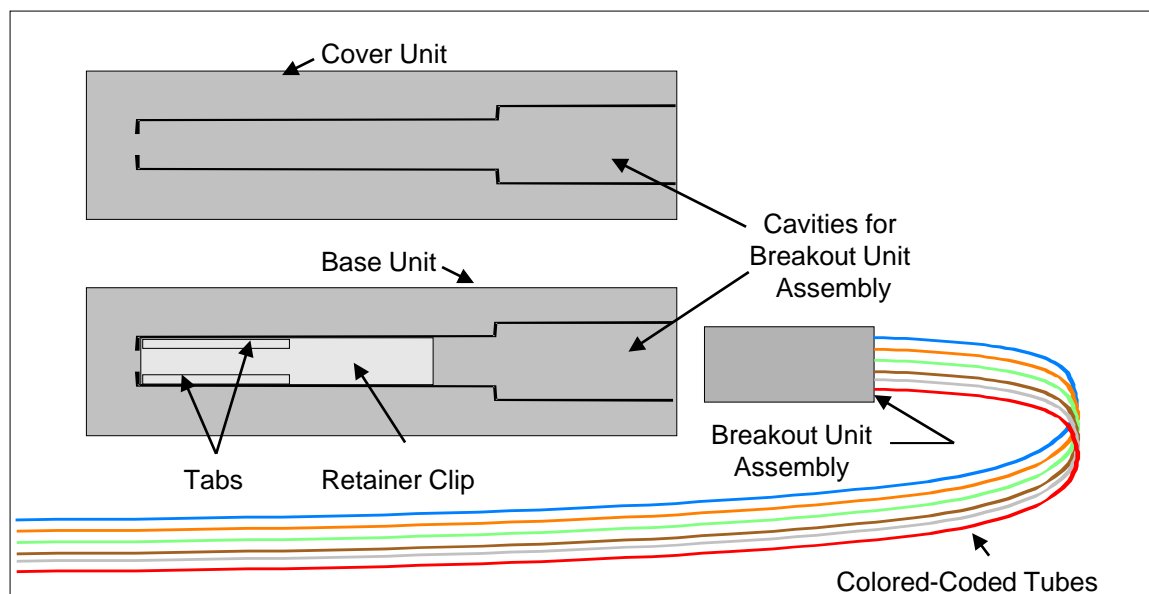 Cover Unit
Cavities for
Breakout Unit
Assembly
Base Unit
Breakout Unit
Assembly
Tabs
Retainer Clip
Colored-Coded Tubes